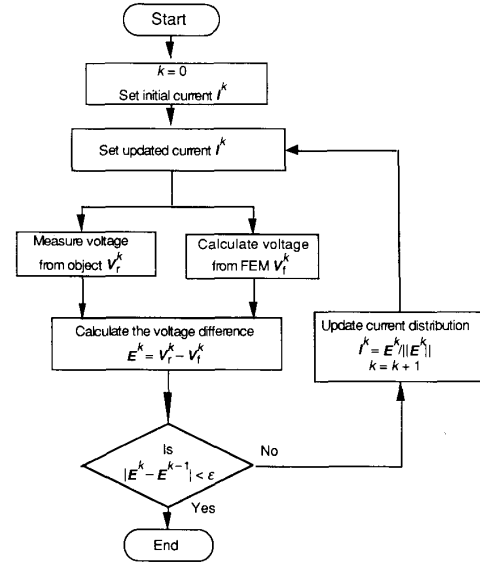 Start
k = 0
Set initial current I^k
Set updated current I^k
Measure voltage
from object V_r^k
Calculate voltage
from FEM V_f^k
Calculate the voltage difference
E^k = V_r^k − V_f^k
Update current distribution
I^k = E^k/||E^k||
k = k + 1
Is
|E^k − E^{k−1}| < ε
No
Yes
End